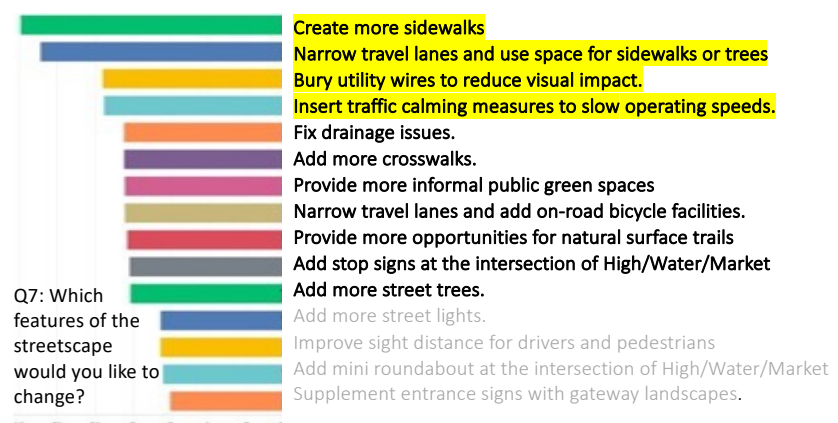 Create more sidewalks
Narrow travel lanes and use space for sidewalks or trees
Bury utility wires to reduce visual impact.
Insert traffic calming measures to slow operating speeds.
Fix drainage issues.
Add more crosswalks.
Provide more informal public green spaces
Narrow travel lanes and add on-road bicycle facilities.
Provide more opportunities for natural surface trails
Add stop signs at the intersection of High/Water/Market
Add more street trees.
Add more street lights.
Improve sight distance for drivers and pedestrians
Add mini roundabout at the intersection of High/Water/Market
Supplement entrance signs with gateway landscapes.
Q7: Which
features of the
streetscape
would you like to
change?